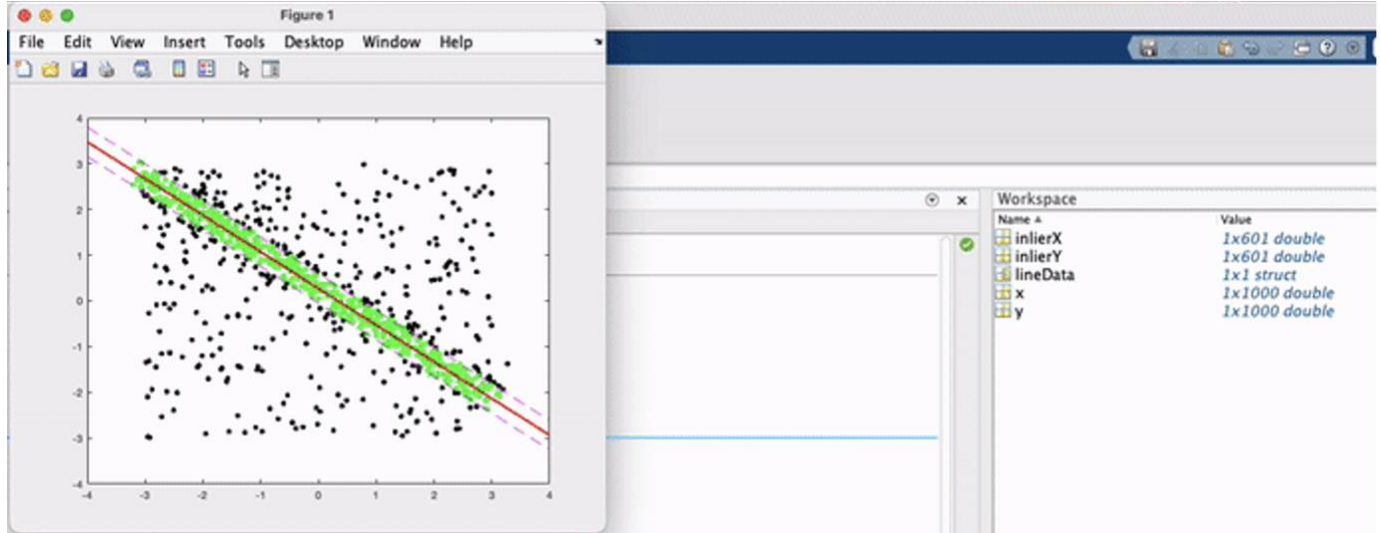 Figure 1
File Edit View Insert Tools Desktop Window Help
4
3
2
1
0
-1
-2
-3
-4
-4 -3 -2 -1 0 1 2 3 4
Workspace
Name Value
inlierX 1x601 double
inlierY 1x601 double
lineData 1x1 struct
x 1x1000 double
y 1x1000 double